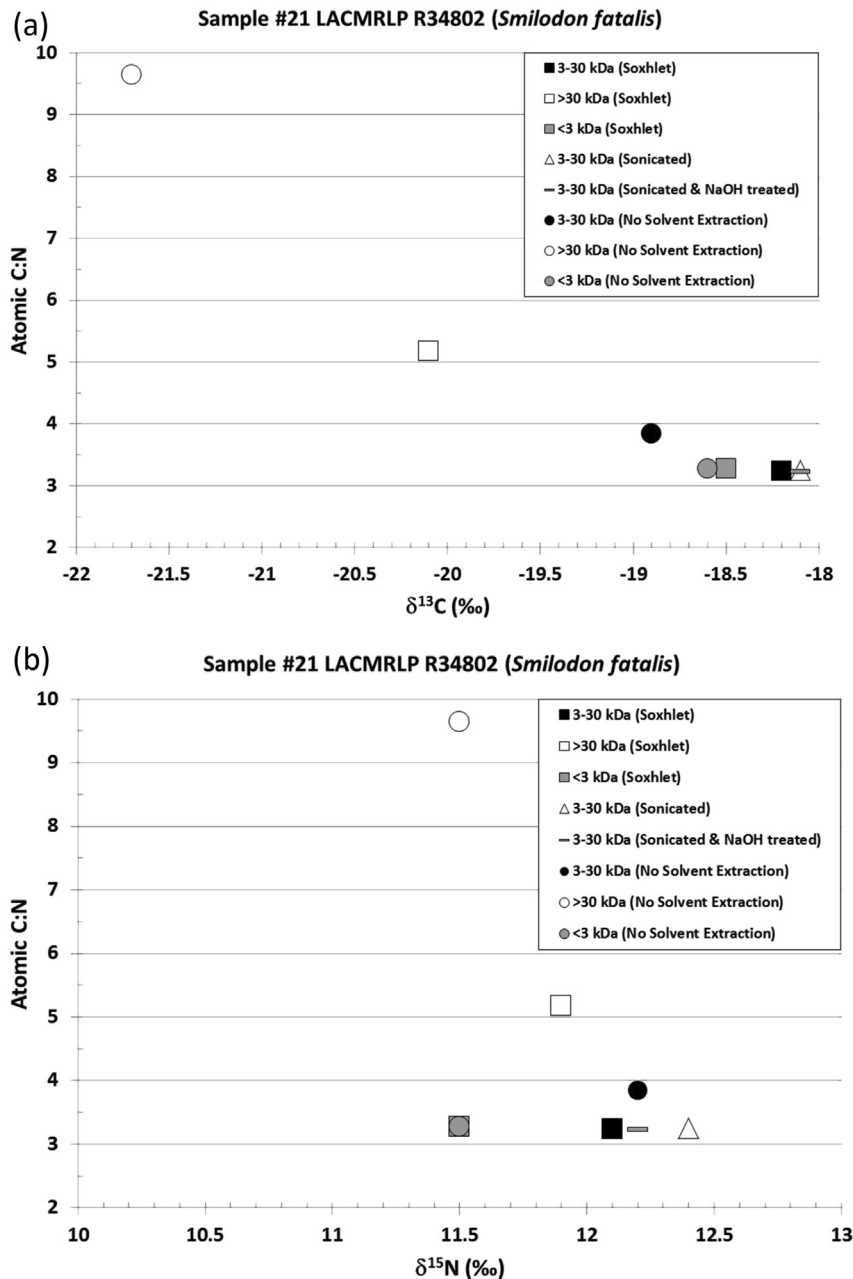 (a)
Sample #21 LACMRLP R34802 (Smilodon fatalis)
10
9
8
7
6
5
4
3
2
Atomic C:N
3-30 kDa (Soxhlet)
>30 kDa (Soxhlet)
<3 kDa (Soxhlet)
3-30 kDa (Sonicated)
3-30 kDa (Sonicated & NaOH treated)
3-30 kDa (No Solvent Extraction)
>30 kDa (No Solvent Extraction)
<3 kDa (No Solvent Extraction)
-22 -21.5 -21 -20.5 -20 -19.5 -19 -18.5 -18
δ¹³C (‰)
(b)
Sample #21 LACMRLP R34802 (Smilodon fatalis)
10
9
8
7
6
5
4
3
2
Atomic C:N
3-30 kDa (Soxhlet)
>30 kDa (Soxhlet)
<3 kDa (Soxhlet)
3-30 kDa (Sonicated)
3-30 kDa (Sonicated & NaOH treated)
3-30 kDa (No Solvent Extraction)
>30 kDa (No Solvent Extraction)
<3 kDa (No Solvent Extraction)
10 10.5 11 11.5 12 12.5 13
δ¹⁵N (‰)